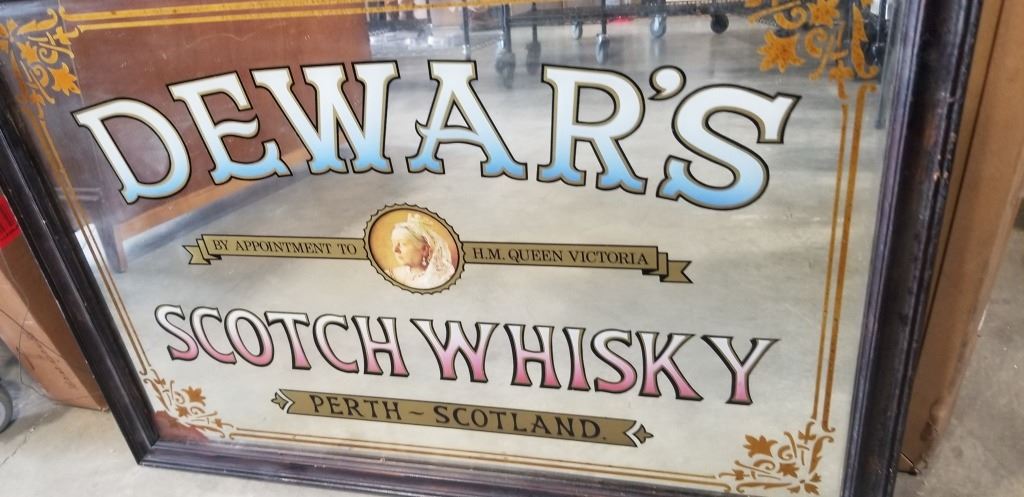 DEWAR'S
BY APPOINTMENT TO H.M. QUEEN VICTORIA
SCOTCH WHISKY
PERTH ~ SCOTLAND.